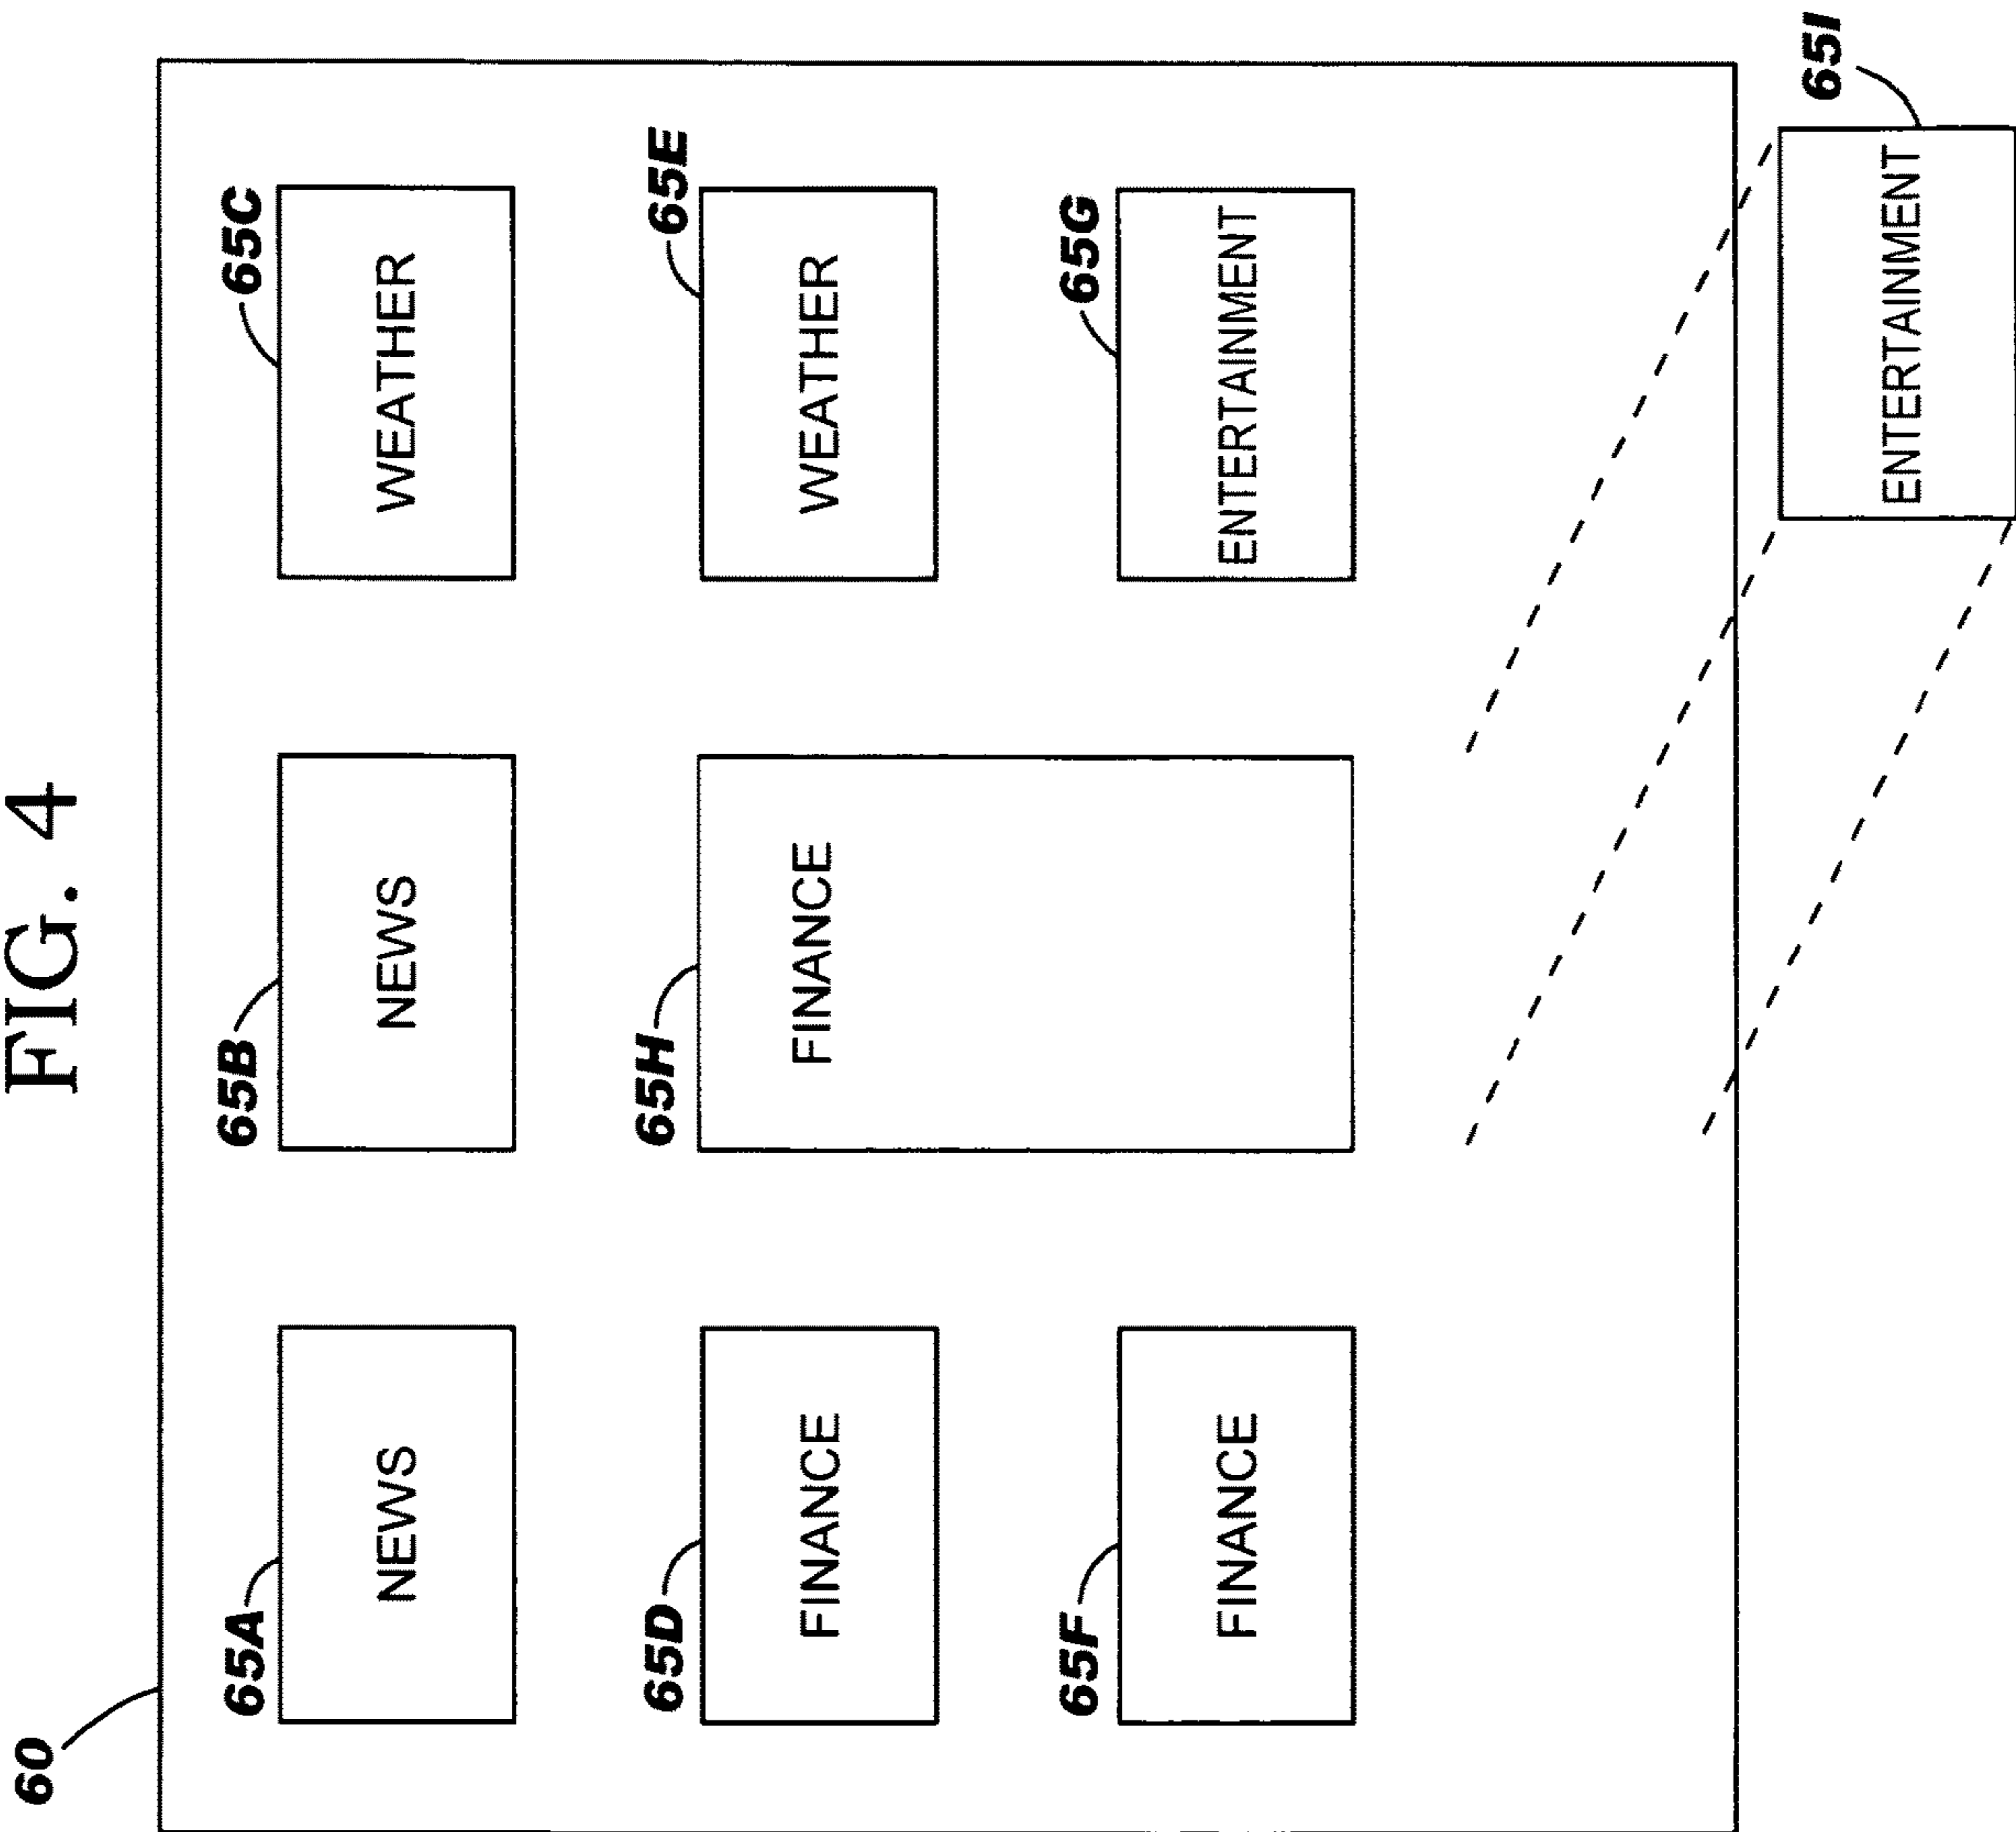 FIG. 4
60
65A
65B
65C
NEWS
NEWS
WEATHER
65D
65H
65E
FINANCE
FINANCE
WEATHER
65F
65G
FINANCE
ENTERTAINMENT
65I
ENTERTAINMENT